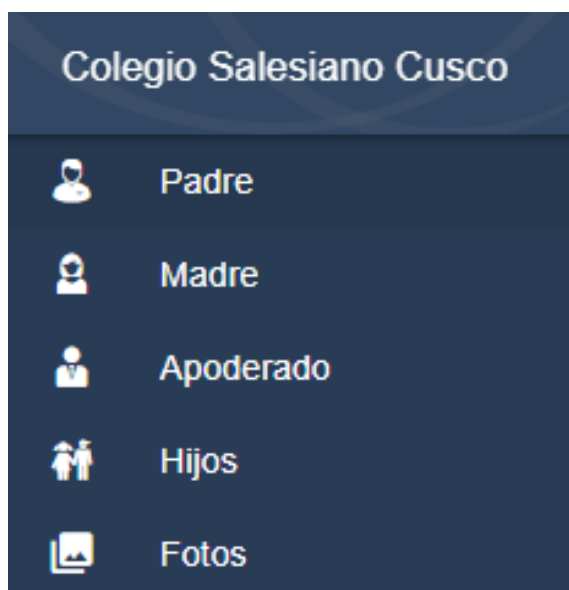 Colegio Salesiano Cusco
Padre
Madre
Apoderado
Hijos
Fotos